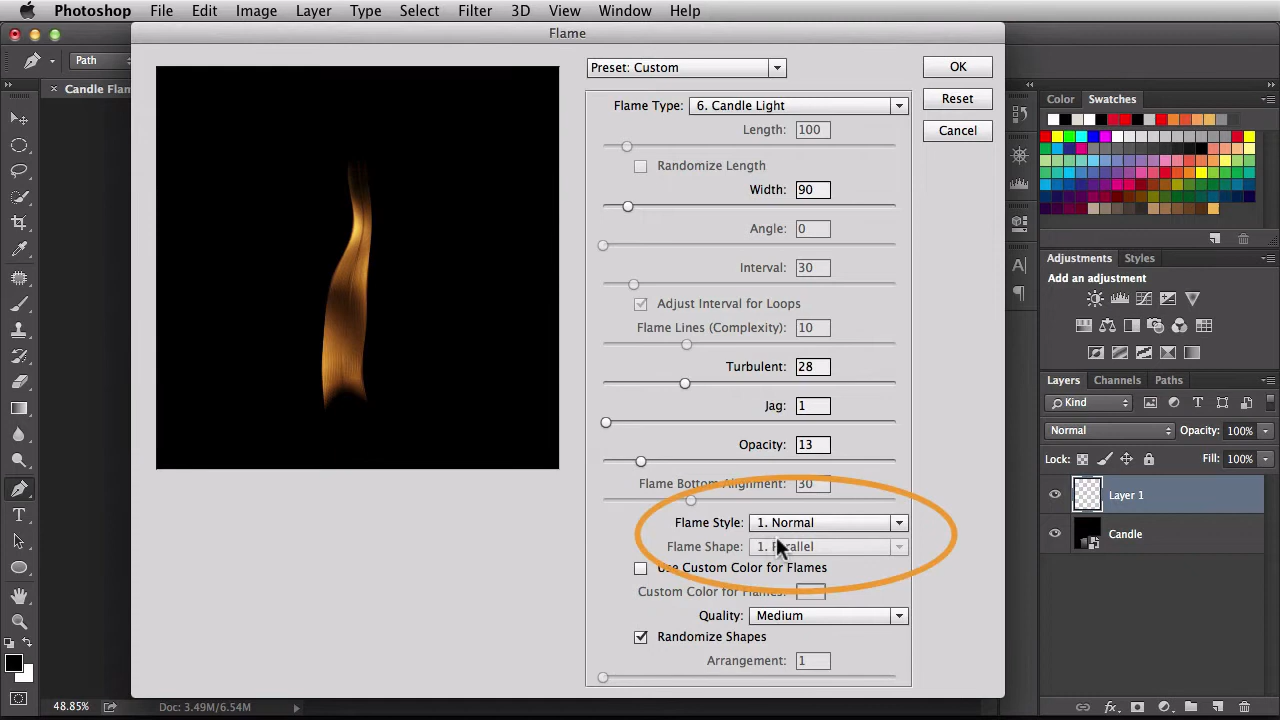 Photoshop File Edit Image Layer Type Select Filter 3D View Window Help
Flame
Path
Candle Flan
Preset: Custom
OK
Reset
Cancel
Flame Type: 6. Candle Light
Length: 100
Randomize Length
Width: 90
Angle: 0
Interval: 30
Adjust Interval for Loops
Flame Lines (Complexity): 10
Turbulent: 28
Jag: 1
Opacity: 13
Flame Bottom Alignment: 30
Flame Style: 1. Normal
Flame Shape: 1. Parallel
Use Custom Color for Flames
Custom Color for Flames:
Quality: Medium
Randomize Shapes
Arrangement: 1
Color Swatches
Adjustments Styles
Add an adjustment
Layers Channels Paths
Kind
Normal Opacity: 100%
Lock: Fill: 100%
Layer 1
Candle
fx
48.85% Doc: 3.49M/6.54M